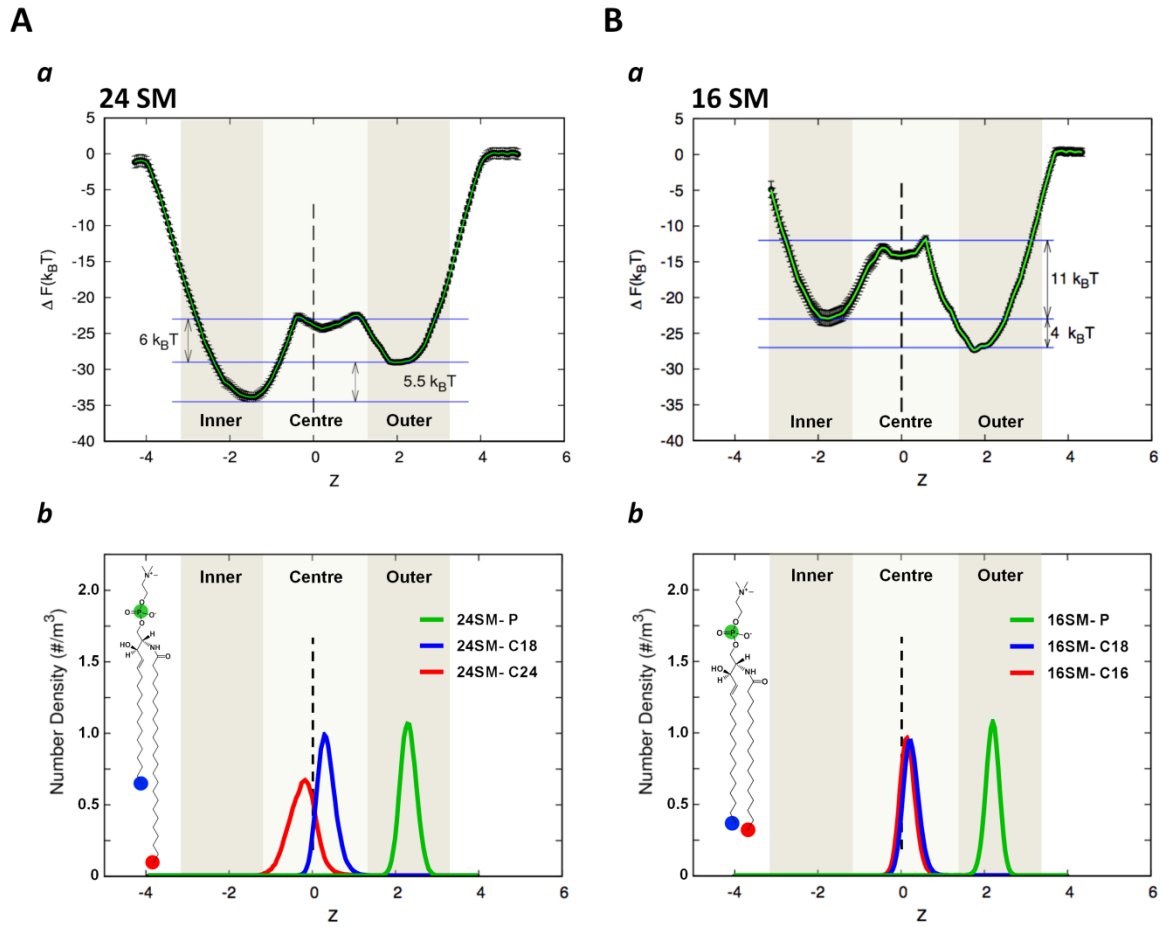 A
B
a
24 SM
5
0
-5
-10
-15
-20
-25
-30
-35
-40
Δ F(kBT)
6 kBT
5.5 kBT
Inner
Centre
Outer
-4
-2
0
2
4
6
Z
a
16 SM
5
0
-5
-10
-15
-20
-25
-30
-35
-40
Δ F(kBT)
11 kBT
4 kBT
Inner
Centre
Outer
-4
-2
0
2
4
6
Z
b
2.0
1.5
1.0
0.5
0
Number Density (#/m³)
Inner
Centre
Outer
24SM- P
24SM- C18
24SM- C24
N+
O
O=P-O-
O
H
HO
NH
H
O
-4
-2
0
2
4
6
Z
b
2.0
1.5
1.0
0.5
0
Number Density (#/m³)
Inner
Centre
Outer
16SM- P
16SM- C18
16SM- C16
N+
O
O=P-O-
O
H
HO
NH
H
O
-4
-2
0
2
4
6
Z